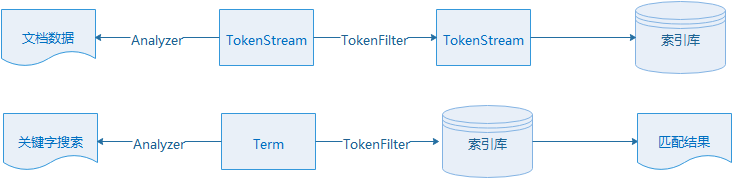 文档数据
Analyzer
TokenStream
TokenFilter
TokenStream
索引库
关键字搜索
Analyzer
Term
TokenFilter
索引库
匹配结果